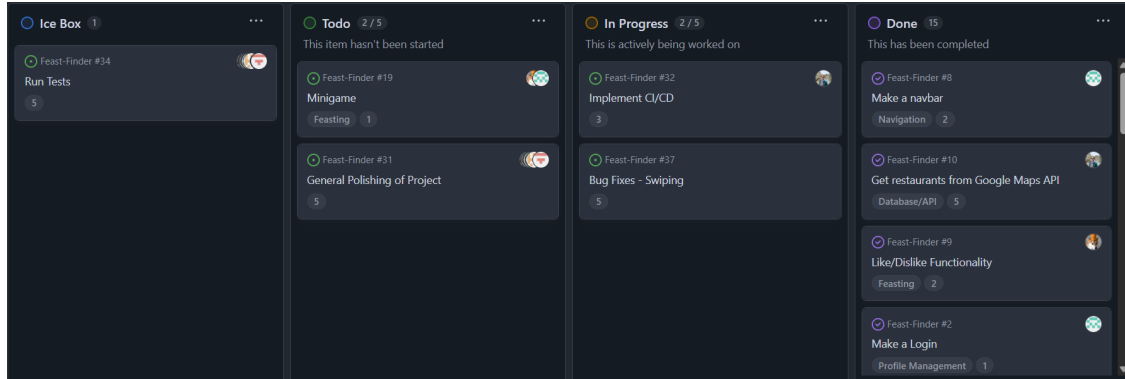 Ice Box 1
Feast-Finder #34
Run Tests
5
Todo 2 / 5
This item hasn't been started
Feast-Finder #19
Minigame
Feasting 1
Feast-Finder #31
General Polishing of Project
5
In Progress 2 / 5
This is actively being worked on
Feast-Finder #32
Implement CI/CD
3
Feast-Finder #37
Bug Fixes - Swiping
5
Done 15
This has been completed
Feast-Finder #8
Make a navbar
Navigation 2
Feast-Finder #10
Get restaurants from Google Maps API
Database/API 5
Feast-Finder #9
Like/Dislike Functionality
Feasting 2
Feast-Finder #2
Make a Login
Profile Management 1